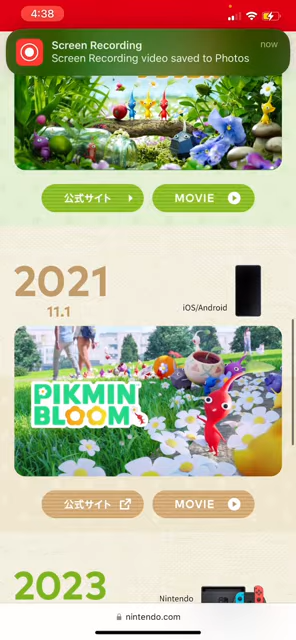 4:38
Screen Recording
now
Screen Recording video saved to Photos
公式サイト
MOVIE
2021
11.1
iOS/Android
PIKMIN
BLOOM
公式サイト
MOVIE
2023
Nintendo
nintendo.com